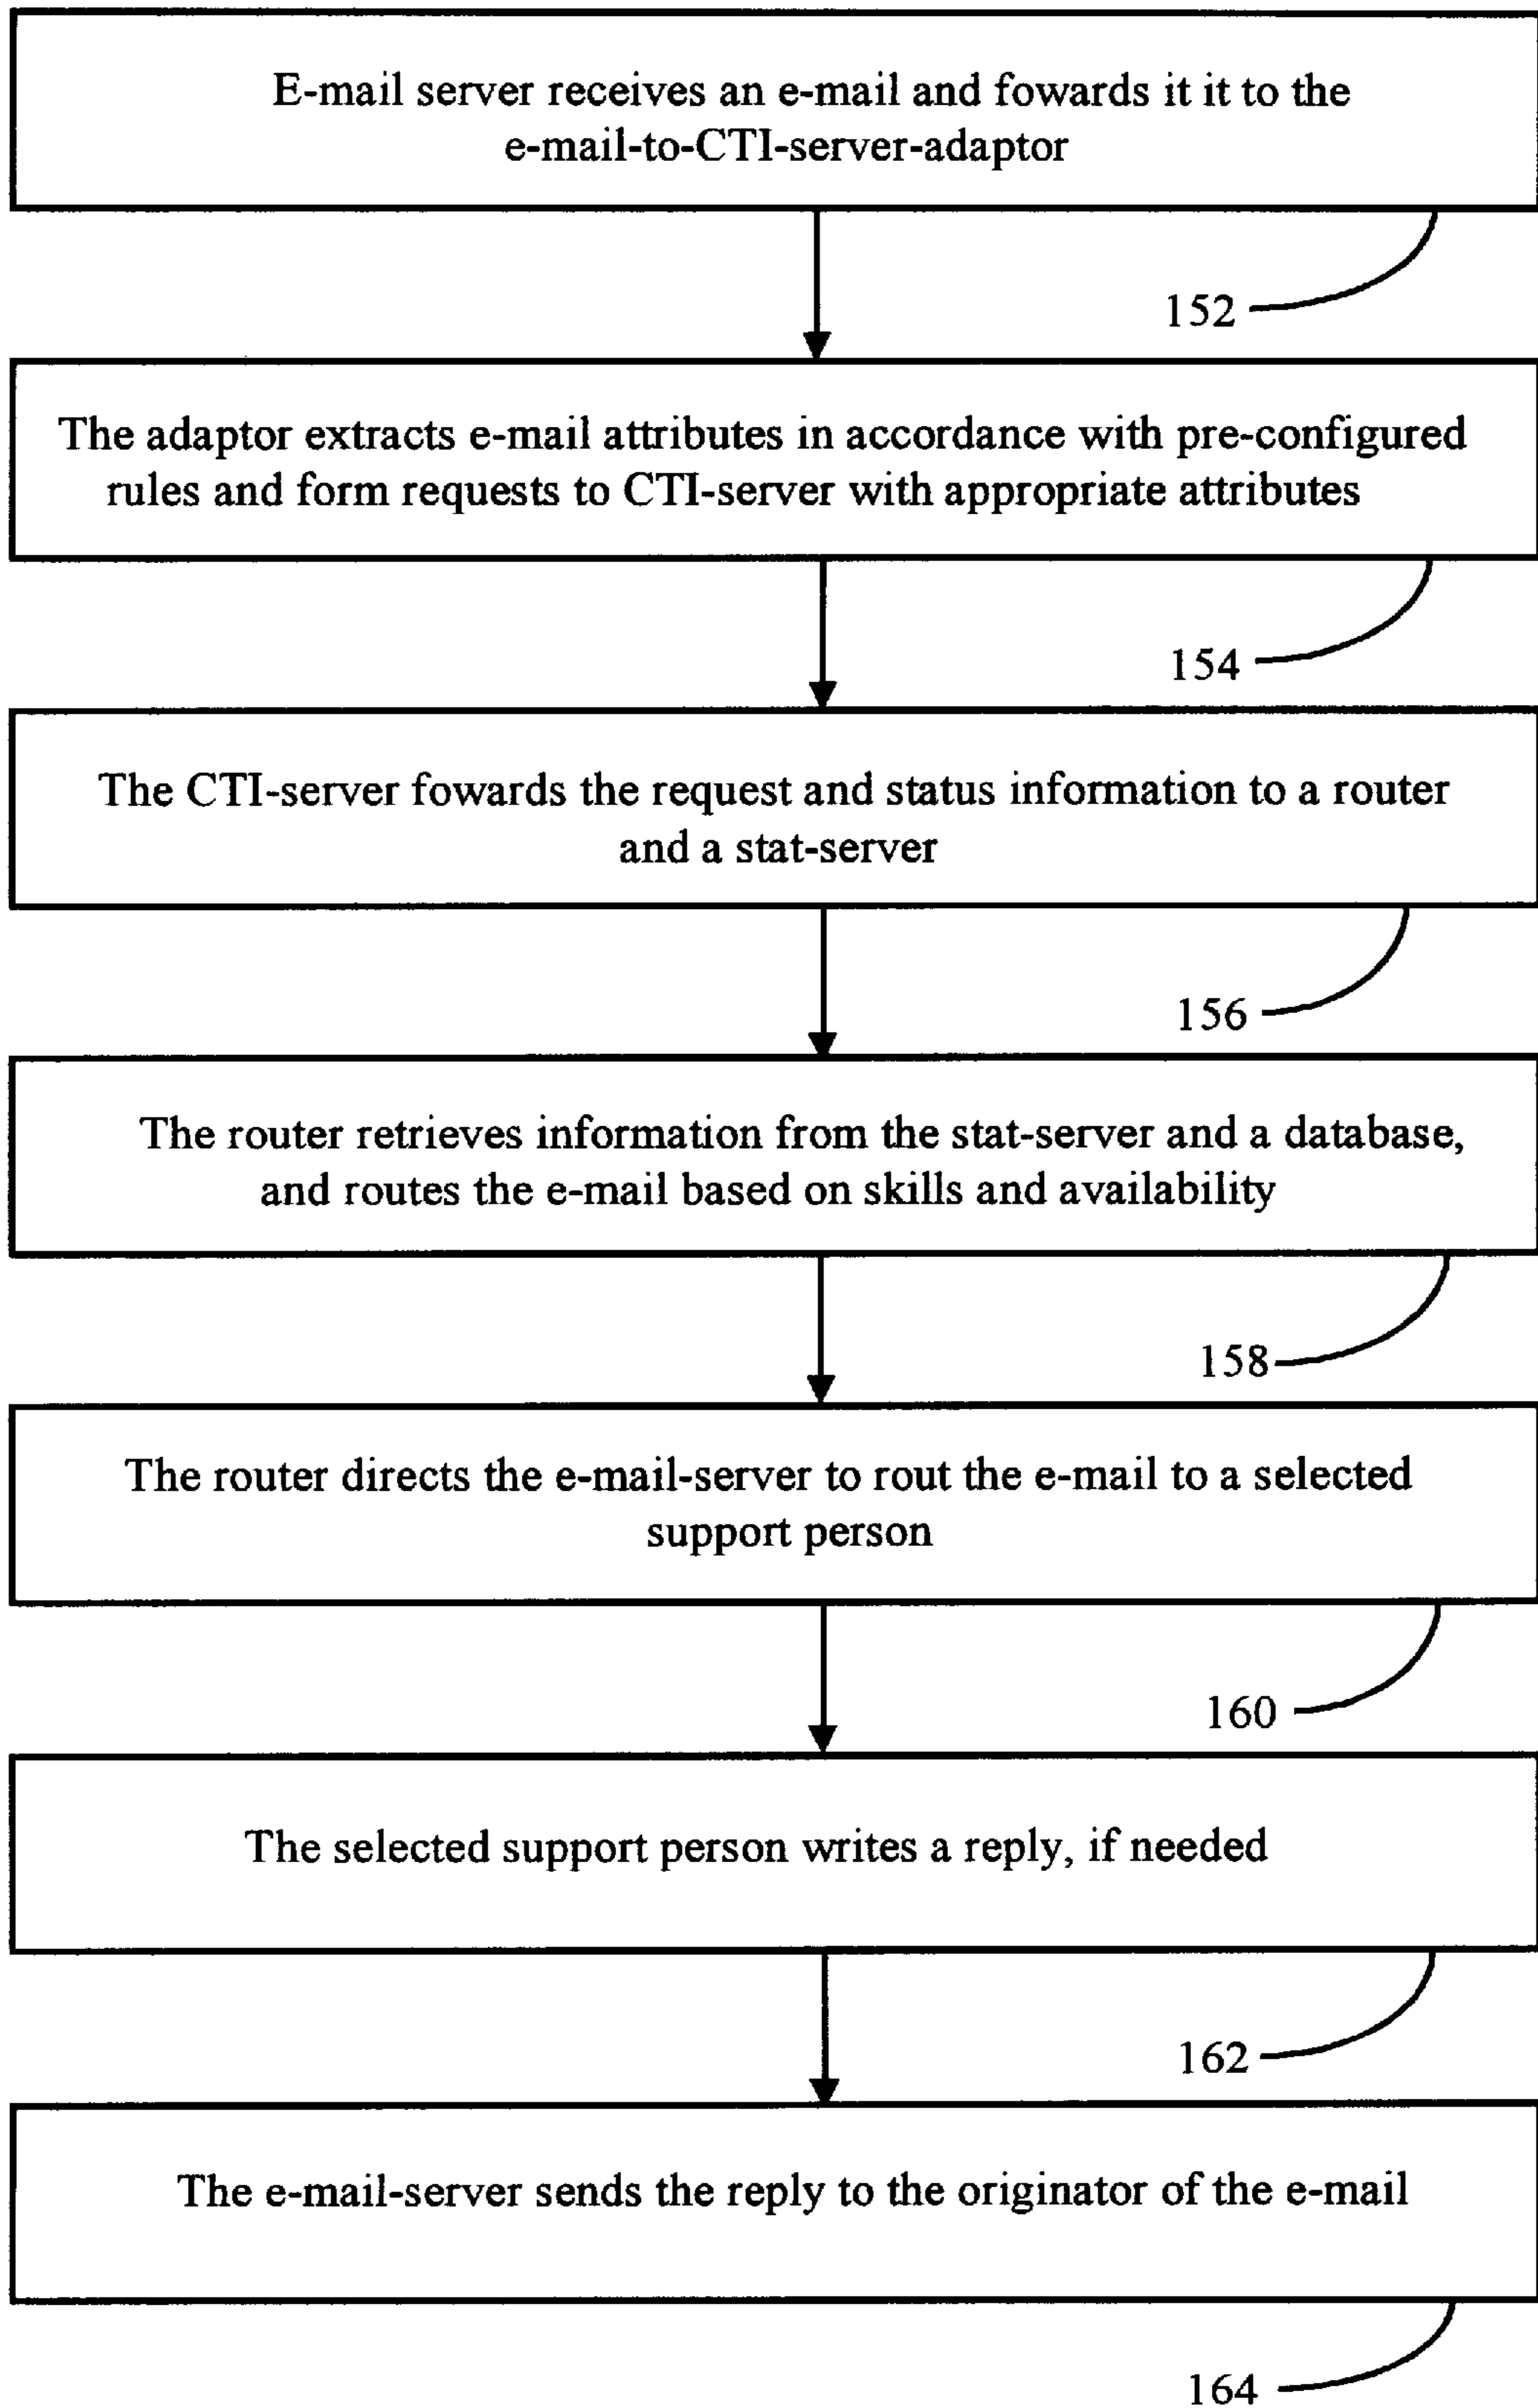 E-mail server receives an e-mail and fowards it it to the
e-mail-to-CTI-server-adaptor
152
The adaptor extracts e-mail attributes in accordance with pre-configured
rules and form requests to CTI-server with appropriate attributes
154
The CTI-server fowards the request and status information to a router
and a stat-server
156
The router retrieves information from the stat-server and a database,
and routes the e-mail based on skills and availability
158
The router directs the e-mail-server to rout the e-mail to a selected
support person
160
The selected support person writes a reply, if needed
162
The e-mail-server sends the reply to the originator of the e-mail
164